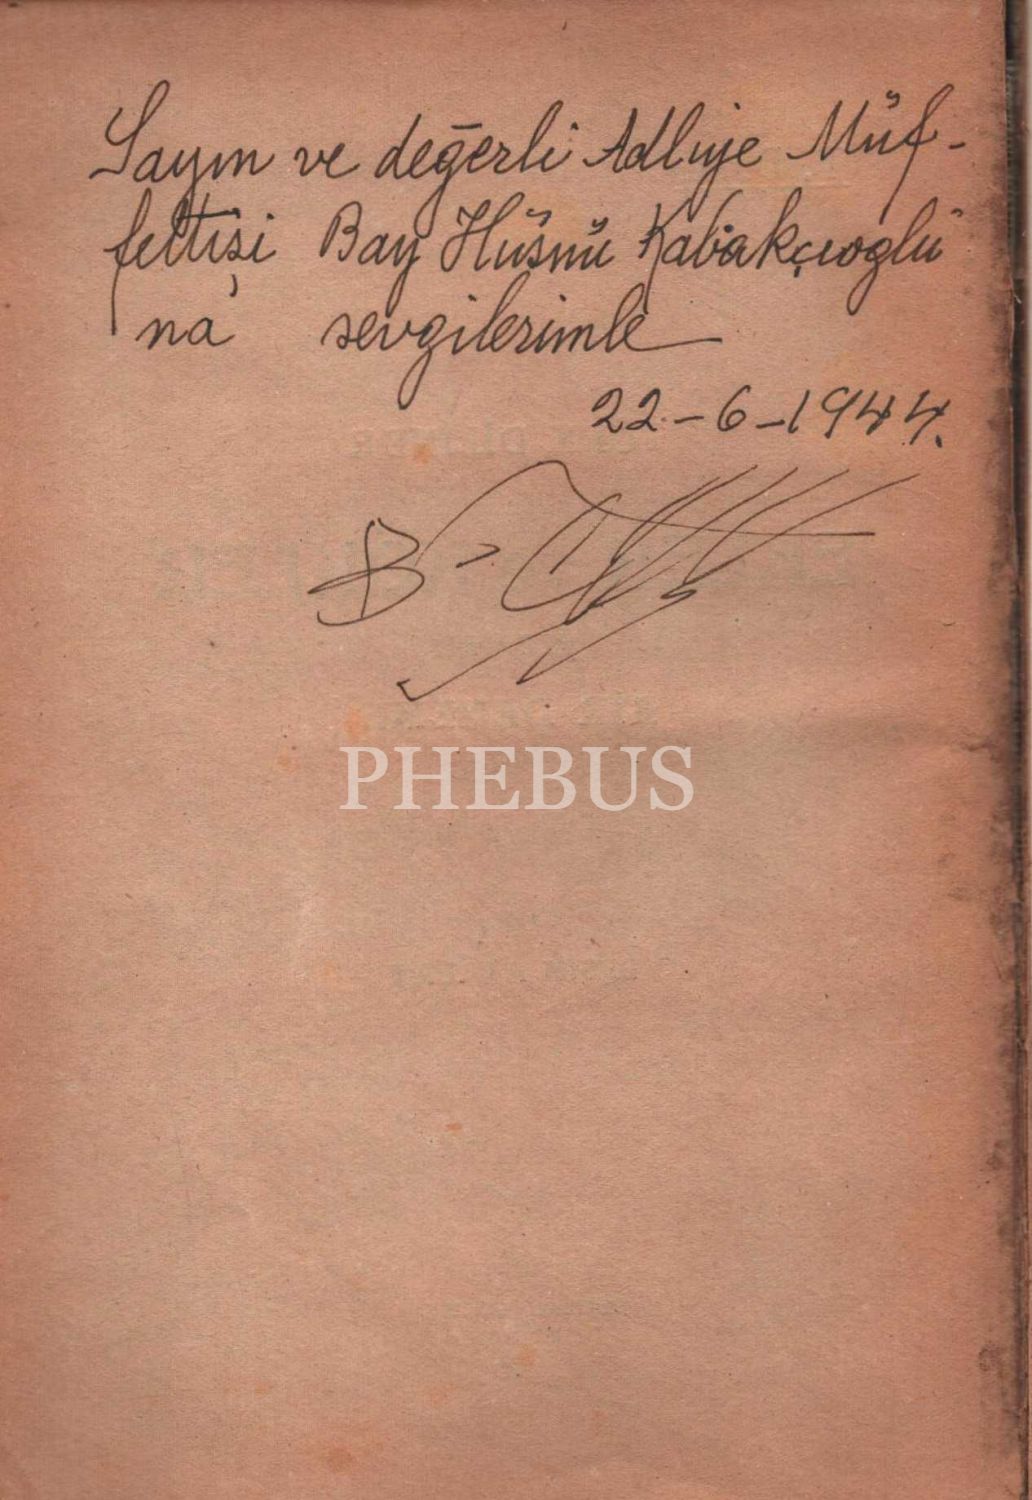 Sayın ve değerli Adliye Müf-
fettişi Bay Hüsnü Kabakçıoğlu
na sevgilerimle
22-6-1944.
PHEBUS